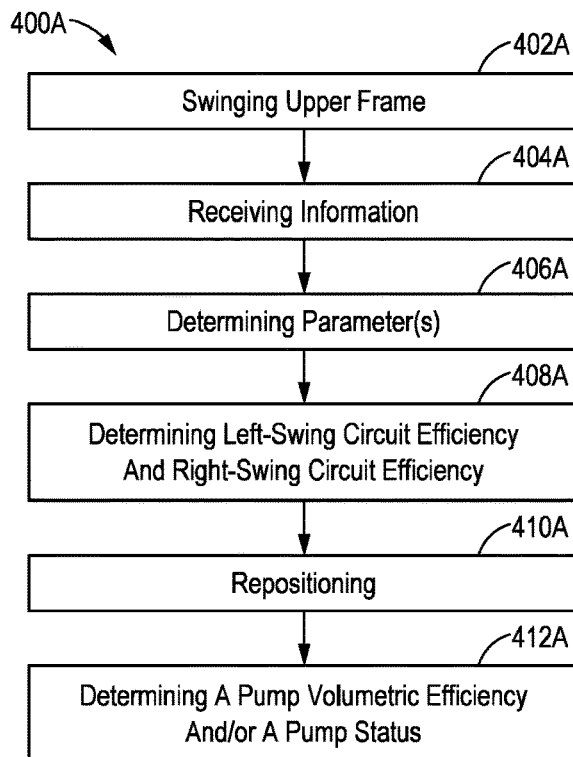 400A
402A
Swinging Upper Frame
404A
Receiving Information
406A
Determining Parameter(s)
408A
Determining Left-Swing Circuit Efficiency
And Right-Swing Circuit Efficiency
410A
Repositioning
412A
Determining A Pump Volumetric Efficiency
And/or A Pump Status